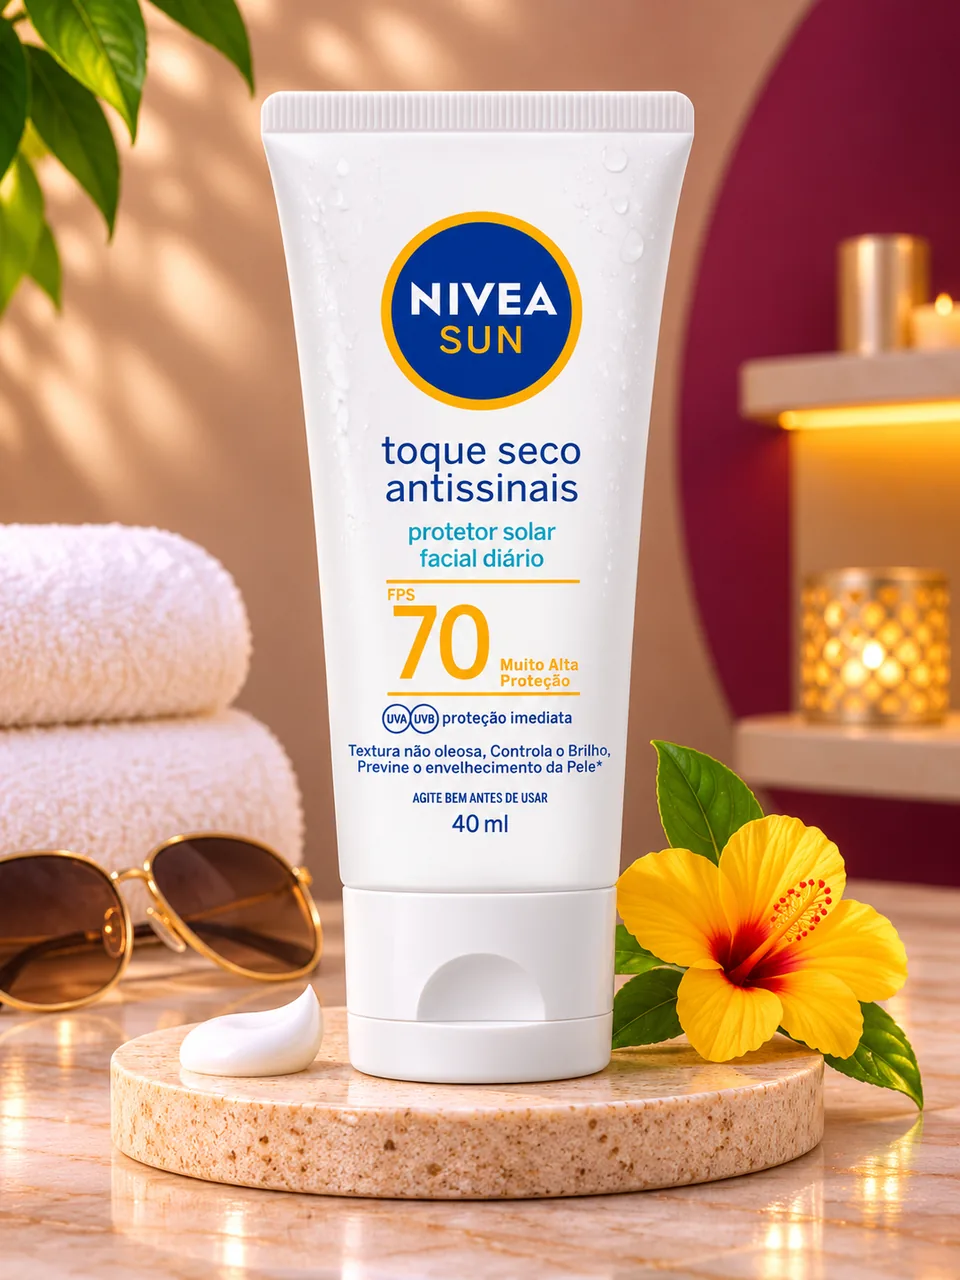 NIVEA
SUN
toque seco
antissinais
protetor solar
facial diário
FPS
70
Muito Alta
Proteção
UVA UVB proteção imediata
Textura não oleosa, Controla o Brilho,
Previne o envelhecimento da Pele*
AGITE BEM ANTES DE USAR
40 ml